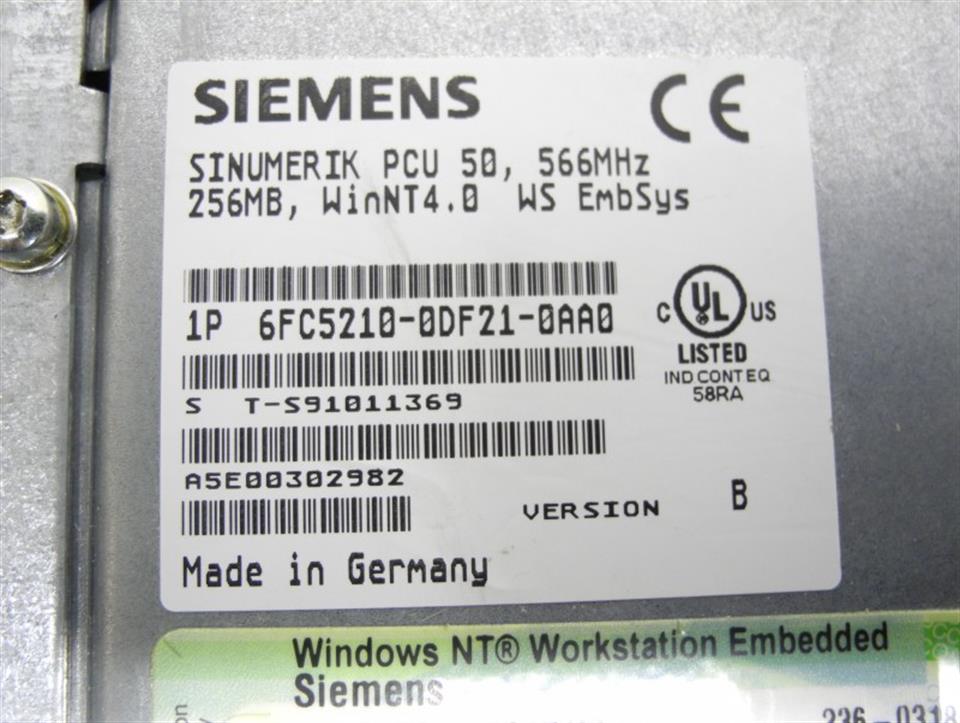 SIEMENS
CE
SINUMERIK PCU 50, 566MHz
256MB, WinNT4.0 WS EmbSys
1P 6FC5210-0DF21-0AA0
C UL US
LISTED
IND CONT EQ
58RA
S T-S91011369
A5E00302982
VERSION B
Made in Germany
Windows NT® Workstation Embedded
Siemens